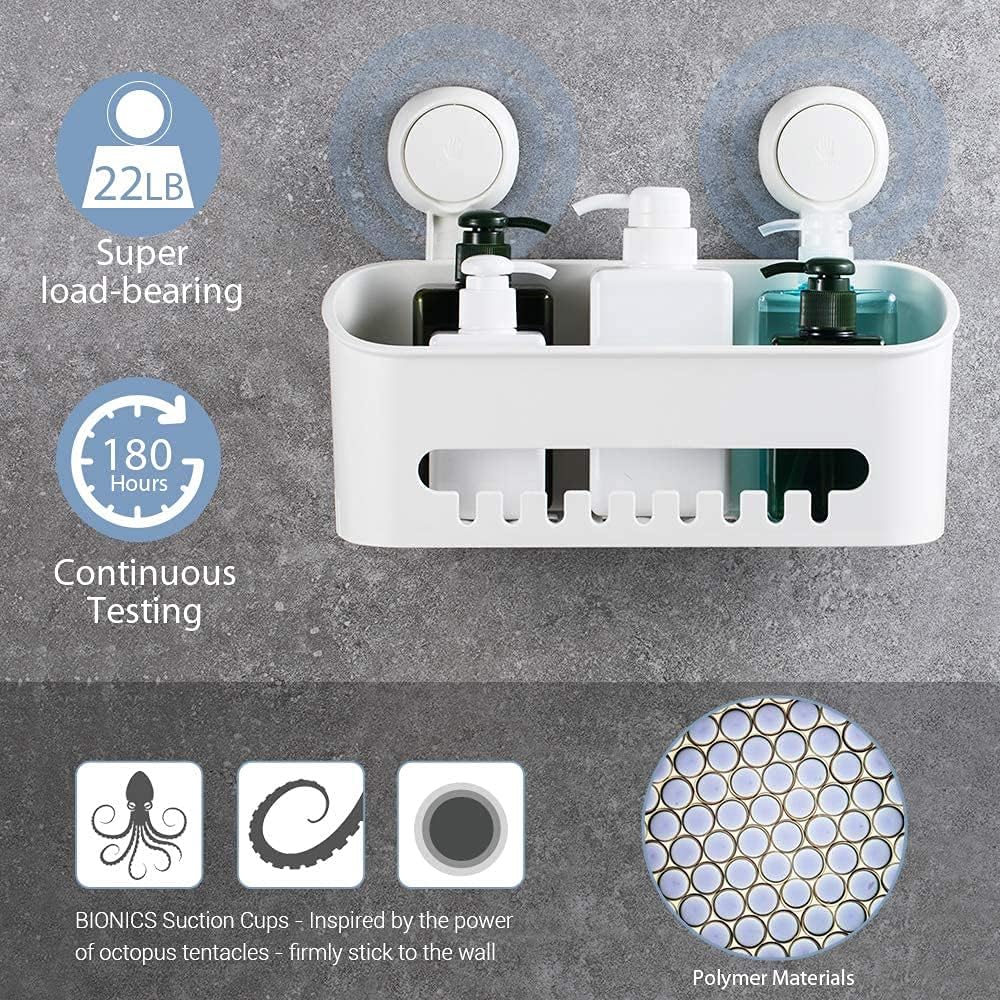 22LB
Super
load-bearing
180
Hours
Continuous
Testing
BIONICS Suction Cups - Inspired by the power
of octopus tentacles - firmly stick to the wall
Polymer Materials